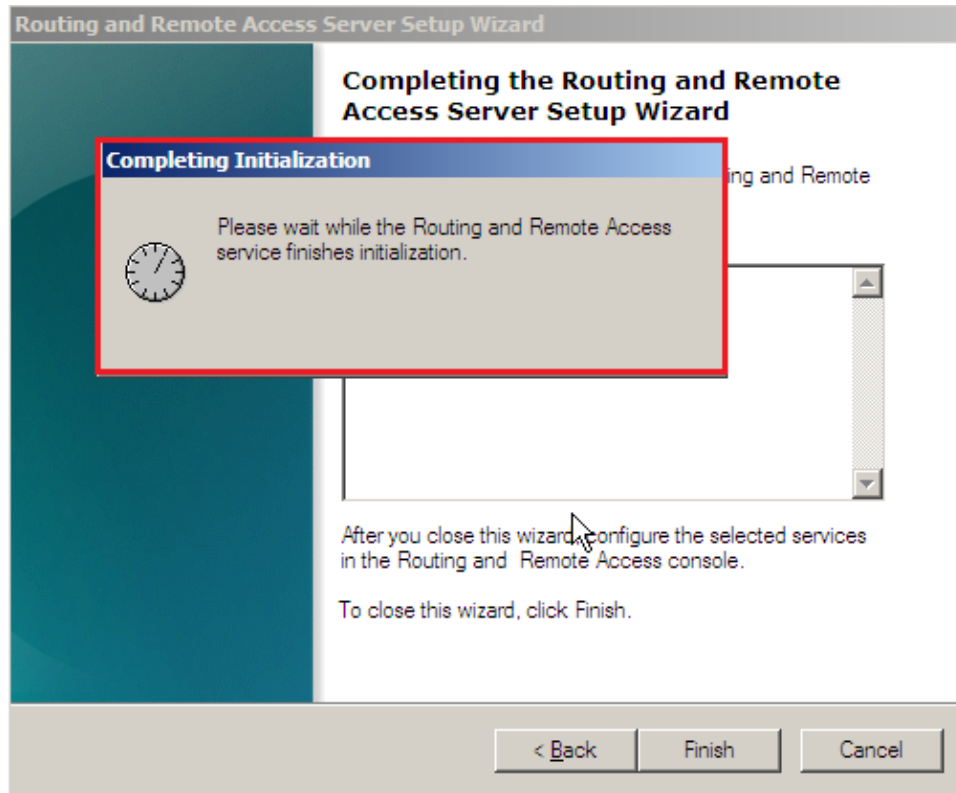 Routing and Remote Access Server Setup Wizard
Completing the Routing and Remote
Access Server Setup Wizard
Completing Initialization
ing and Remote
Please wait while the Routing and Remote Access
service finishes initialization.
After you close this wizard, configure the selected services
in the Routing and Remote Access console.
To close this wizard, click Finish.
< Back
Finish
Cancel